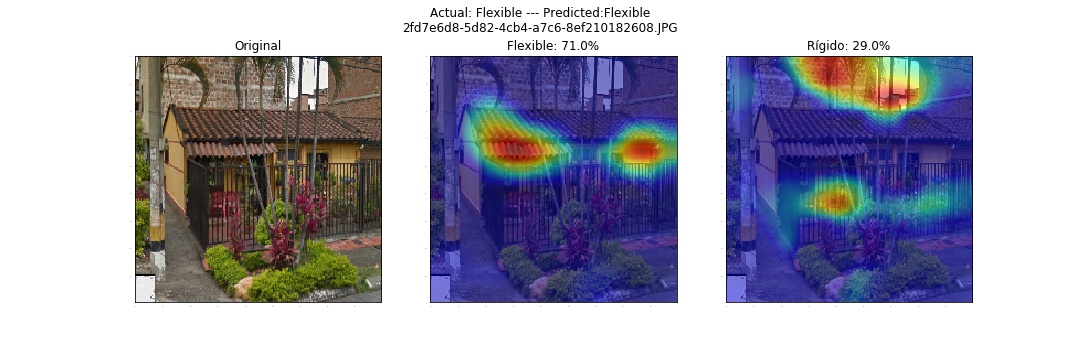 Actual: Flexible --- Predicted:Flexible
2fd7e6d8-5d82-4cb4-a7c6-8ef210182608.JPG
Original
Flexible: 71.0%
Rígido: 29.0%